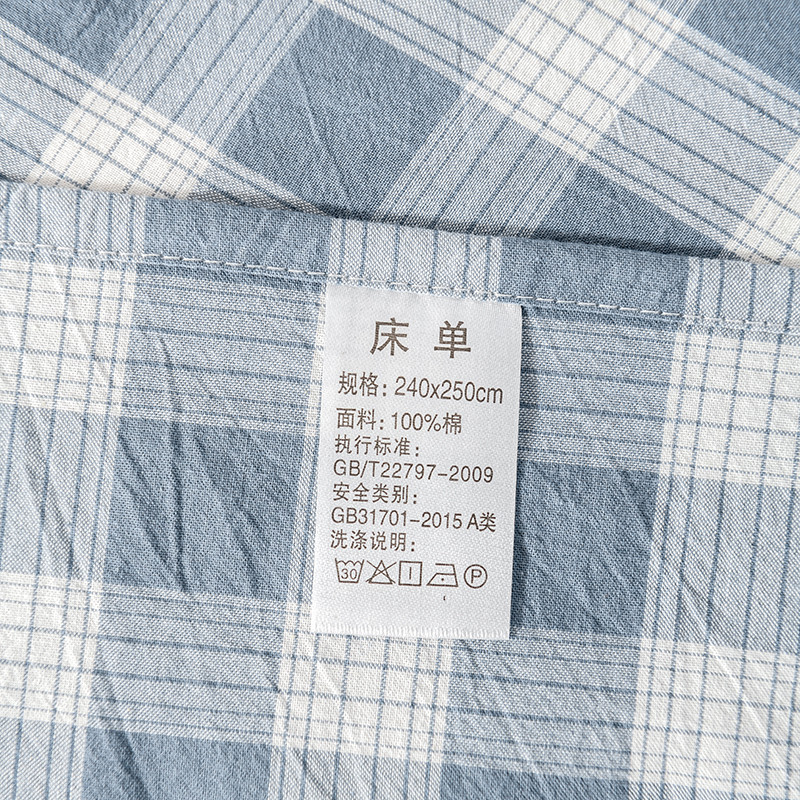 床单
规格: 240x250cm
面料: 100%棉
执行标准:
GB/T22797-2009
安全类别:
GB31701-2015 A类
洗涤说明:
30 P